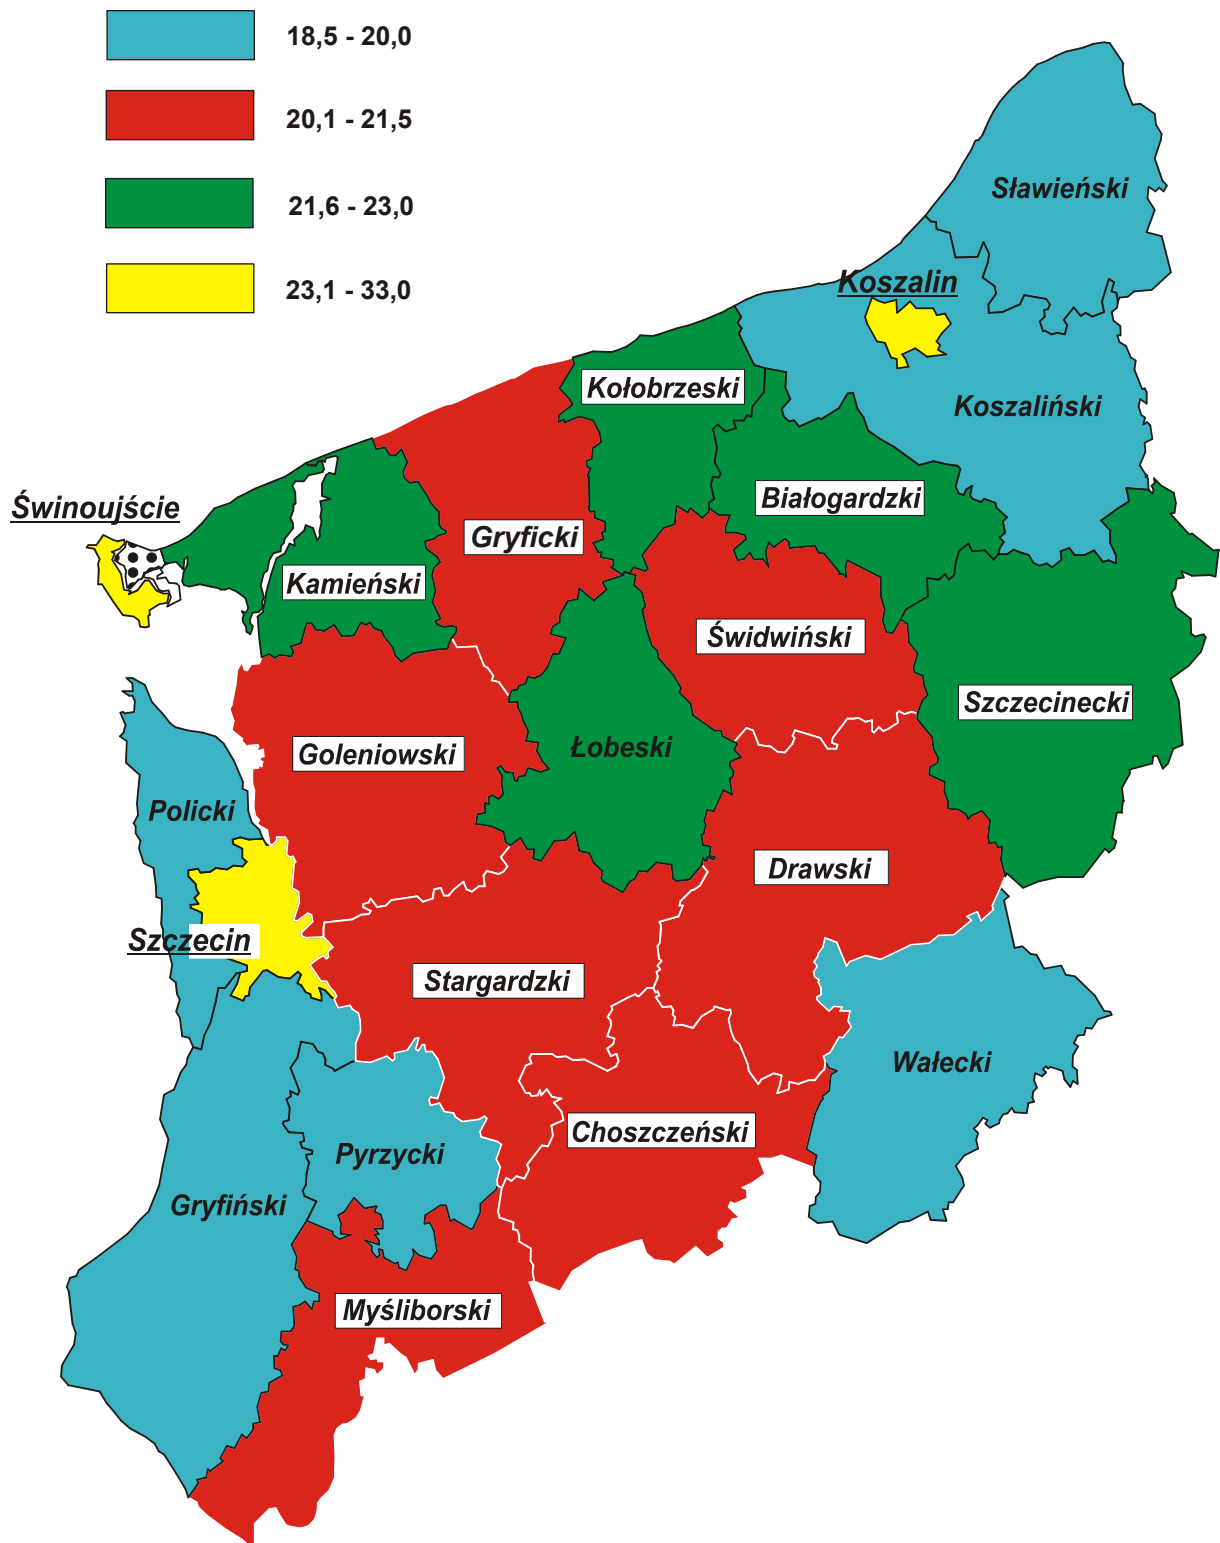 18,5 - 20,0
20,1 - 21,5
21,6 - 23,0
23,1 - 33,0
Sławieński
Koszalin
Kołobrzeski
Koszaliński
Świnoujście
Białogardzki
Gryficki
Kamieński
Świdwiński
Szczecinecki
Goleniowski
Łobeski
Policki
Drawski
Szczecin
Stargardzki
Wałecki
Choszczeński
Pyrzycki
Gryfiński
Myśliborski